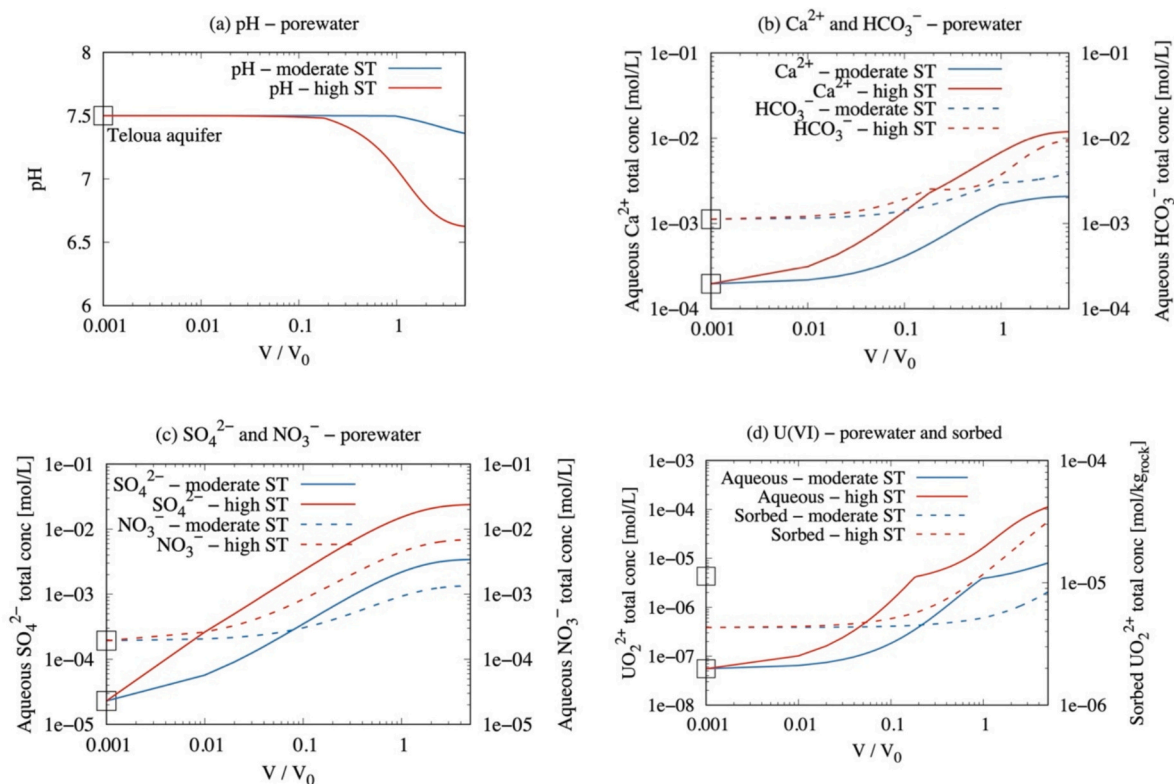 (a) pH – porewater
8
7.5
7
6.5
6
pH
pH – moderate ST
pH – high ST
Teloua aquifer
0.001 0.01 0.1 1
V / V₀
(b) Ca²⁺ and HCO₃⁻ – porewater
1e–01
1e–02
1e–03
1e–04
Aqueous Ca²⁺ total conc [mol/L]
Ca²⁺ – moderate ST
Ca²⁺ – high ST
HCO₃⁻ – moderate ST
HCO₃⁻ – high ST
1e–01
1e–02
1e–03
1e–04
Aqueous HCO₃⁻ total conc [mol/L]
0.001 0.01 0.1 1
V / V₀
(c) SO₄²⁻ and NO₃⁻ – porewater
1e–01
1e–02
1e–03
1e–04
1e–05
Aqueous SO₄²⁻ total conc [mol/L]
SO₄²⁻ – moderate ST
SO₄²⁻ – high ST
NO₃⁻ – moderate ST
NO₃⁻ – high ST
1e–01
1e–02
1e–03
1e–04
1e–05
Aqueous NO₃⁻ total conc [mol/L]
0.001 0.01 0.1 1
V / V₀
(d) U(VI) – porewater and sorbed
1e–03
1e–04
1e–05
1e–06
1e–07
1e–08
UO₂²⁺ total conc [mol/L]
Aqueous – moderate ST
Aqueous – high ST
Sorbed – moderate ST
Sorbed – high ST
1e–04
1e–05
1e–06
Sorbed UO₂²⁺ total conc [mol/kg_rock]
0.001 0.01 0.1 1
V / V₀